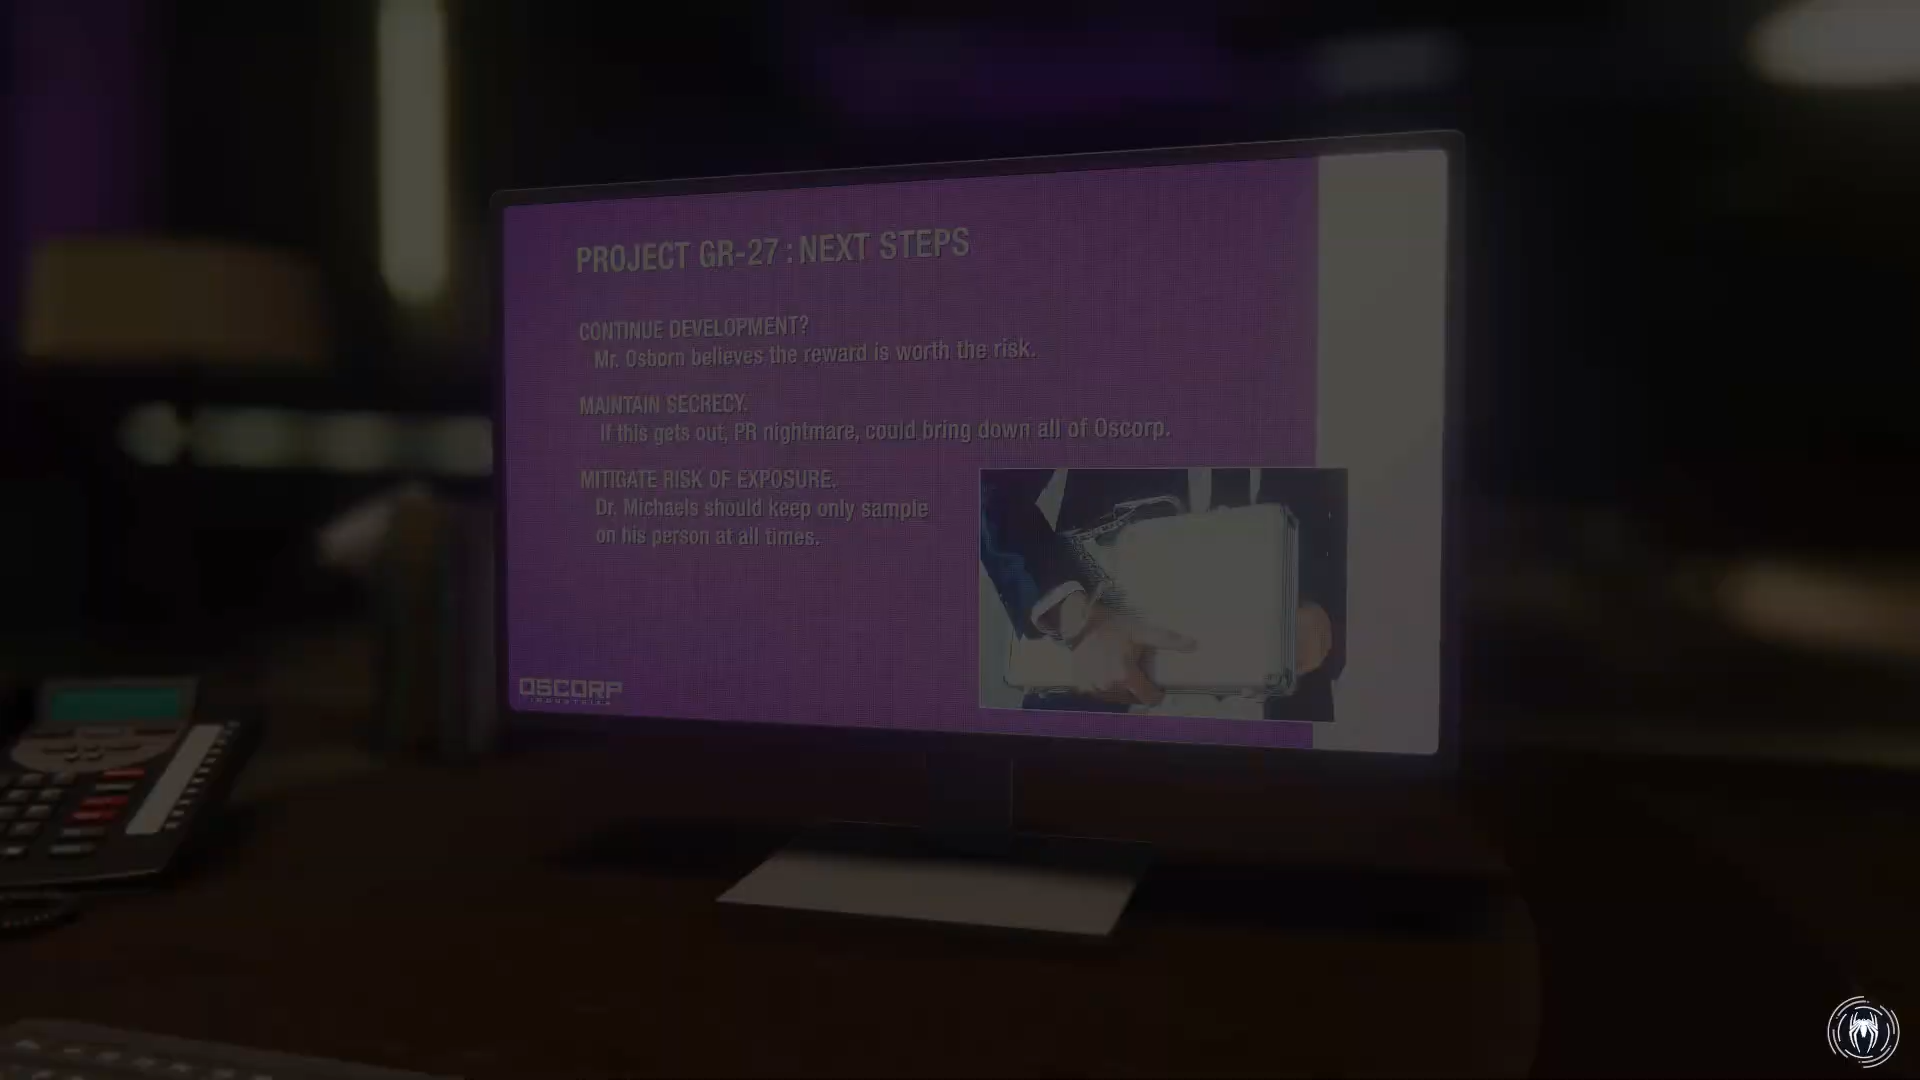 PROJECT GR-27 : NEXT STEPS
CONTINUE DEVELOPMENT?
Mr. Osborn believes the reward is worth the risk.
MAINTAIN SECRECY.
If this gets out, PR nightmare, could bring down all of Oscorp.
MITIGATE RISK OF EXPOSURE.
Dr. Michaels should keep only sample
on his person at all times.
OSCORP
INDUSTRIES